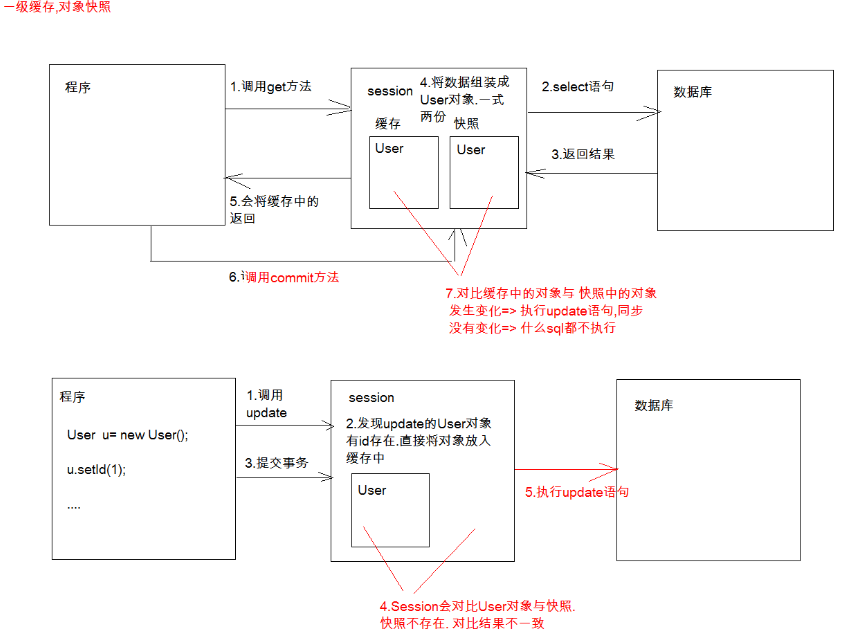 一级缓存,对象快照
程序
1.调用get方法
session
4.将数据组装成
User对象.一式
两份
缓存
快照
User
User
2.select语句
数据库
3.返回结果
5.会将缓存中的
返回
6.调用commit方法
7.对比缓存中的对象与 快照中的对象
发生变化=> 执行update语句,同步
没有变化=> 什么sql都不执行
程序
User u= new User();
u.setId(1);
....
1.调用
update
3.提交事务
session
2.发现update的User对象
有id存在.直接将对象放入
缓存中
User
数据库
5.执行update语句
4.Session会对比User对象与快照.
快照不存在. 对比结果不一致